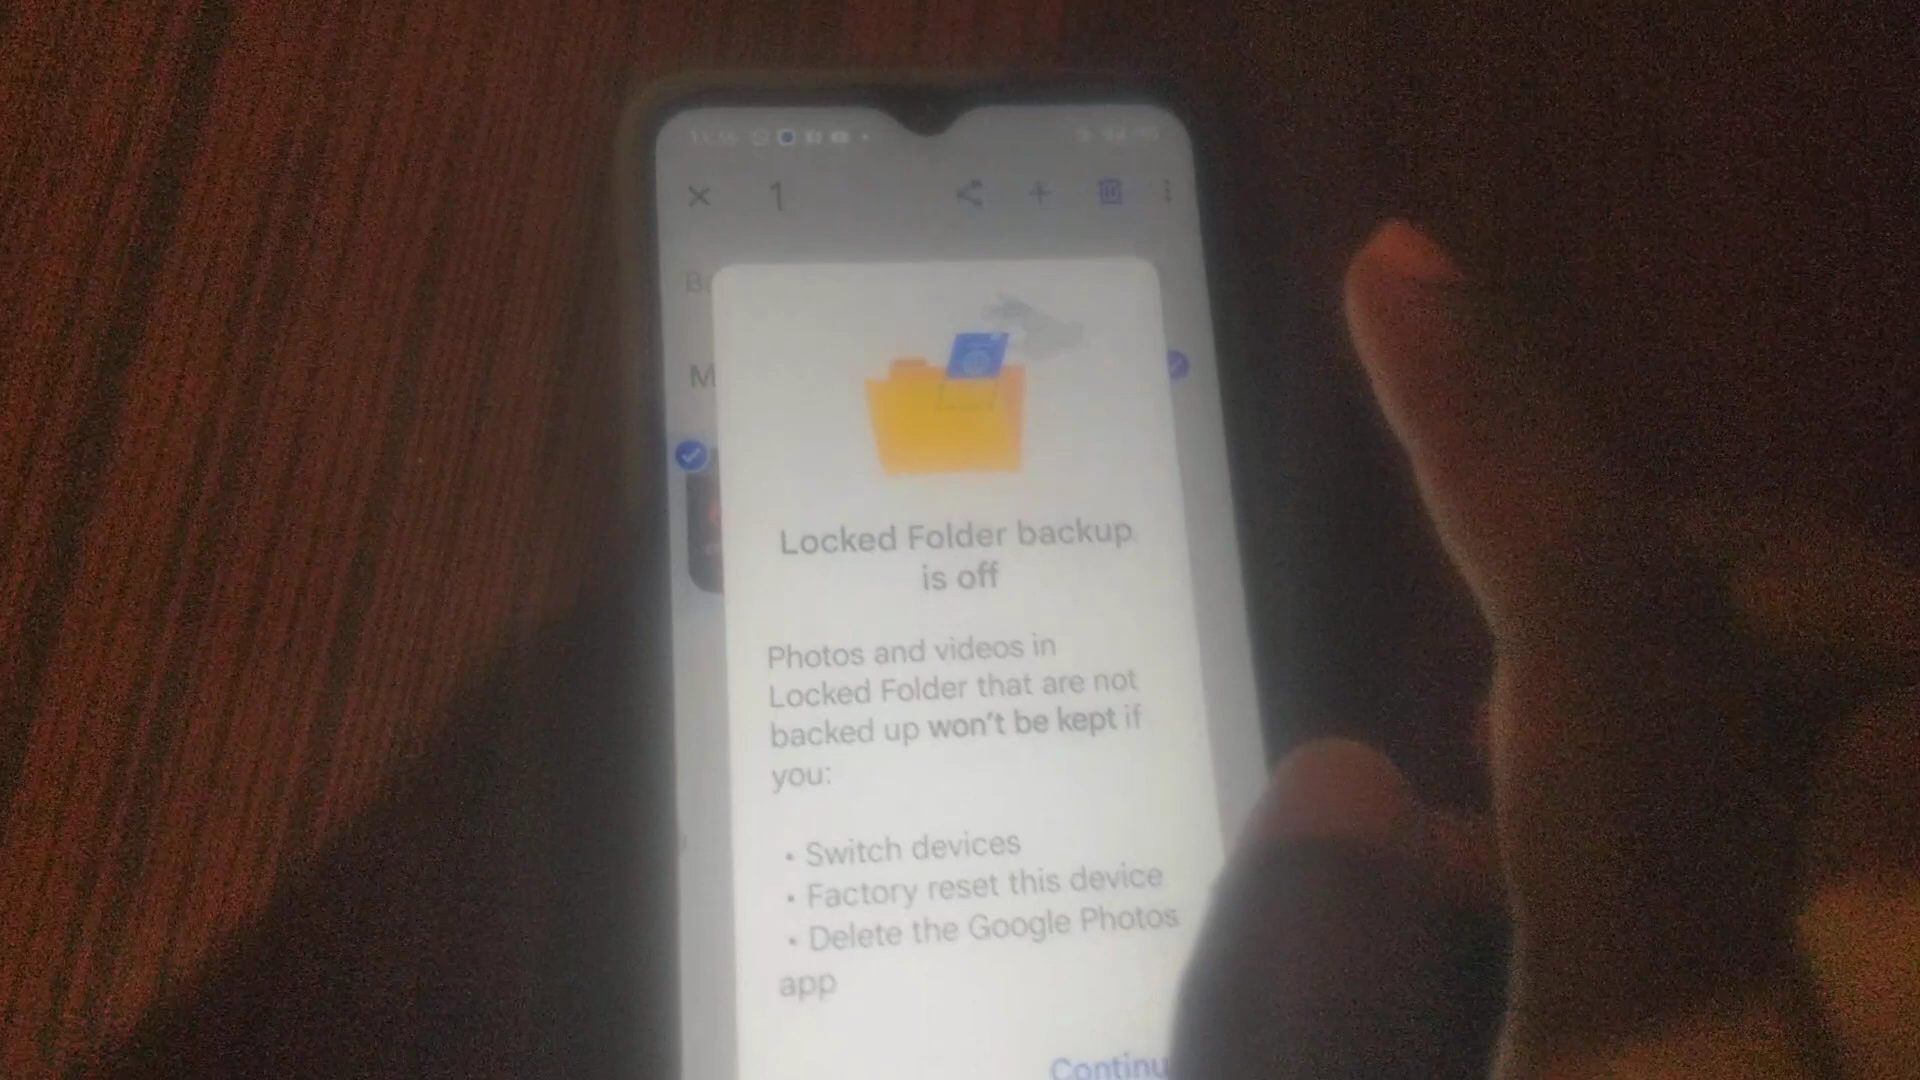 1
Locked Folder backup
is off
Photos and videos in
Locked Folder that are not
backed up won't be kept if
you:
• Switch devices
• Factory reset this device
• Delete the Google Photos
app
Continu